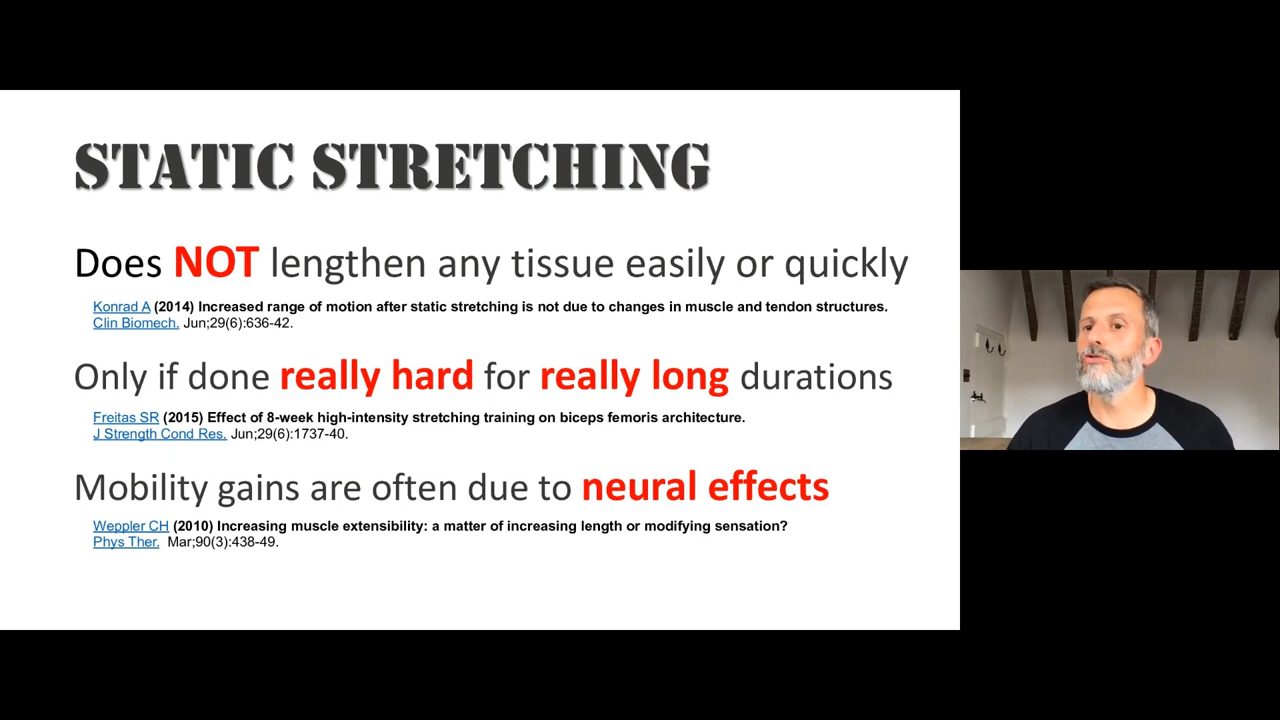 STATIC STRETCHING
Does NOT lengthen any tissue easily or quickly
Konrad A (2014) Increased range of motion after static stretching is not due to changes in muscle and tendon structures.
Clin Biomech. Jun;29(6):636-42.
Only if done really hard for really long durations
Freitas SR (2015) Effect of 8-week high-intensity stretching training on biceps femoris architecture.
J Strength Cond Res. Jun;29(6):1737-40.
Mobility gains are often due to neural effects
Weppler CH (2010) Increasing muscle extensibility: a matter of increasing length or modifying sensation?
Phys Ther. Mar;90(3):438-49.